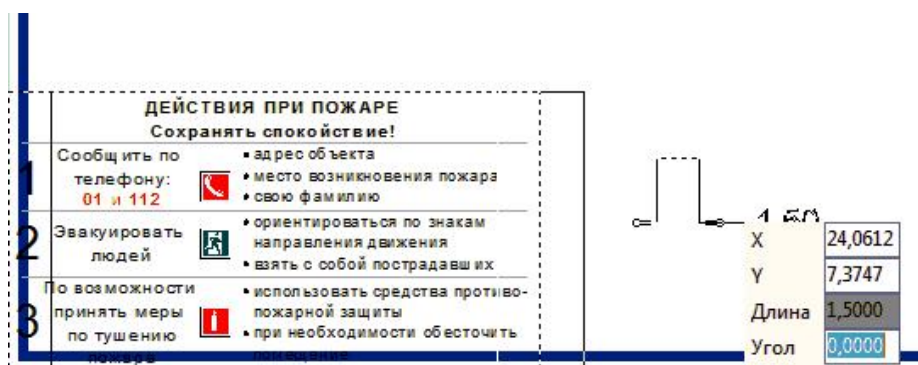 ДЕЙСТВИЯ ПРИ ПОЖАРЕ
Сохранять спокойствие!
1
Сообщить по
телефону:
01 и 112
• адрес объекта
• место возникновения пожара
• свою фамилию
2
Эвакуировать
людей
• ориентироваться по знакам
направления движения
• взять с собой пострадавших
3
По возможности
принять меры
по тушению
пожара
• использовать средства противо-
пожарной защиты
• при необходимости обесточить
помещение
X 24,0612
Y 7,3747
Длина 1,5000
Угол 0,0000